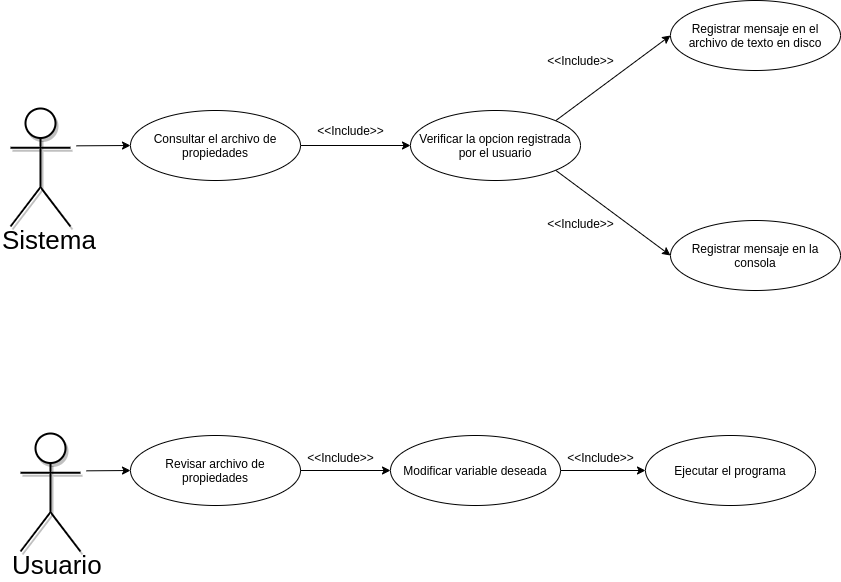 Registrar mensaje en el
archivo de texto en disco
<<Include>>
Consultar el archivo de
propiedades
<<Include>>
Verificar la opcion registrada
por el usuario
Sistema
<<Include>>
Registrar mensaje en la
consola
Revisar archivo de
propiedades
<<Include>>
Modificar variable deseada
<<Include>>
Ejecutar el programa
Usuario